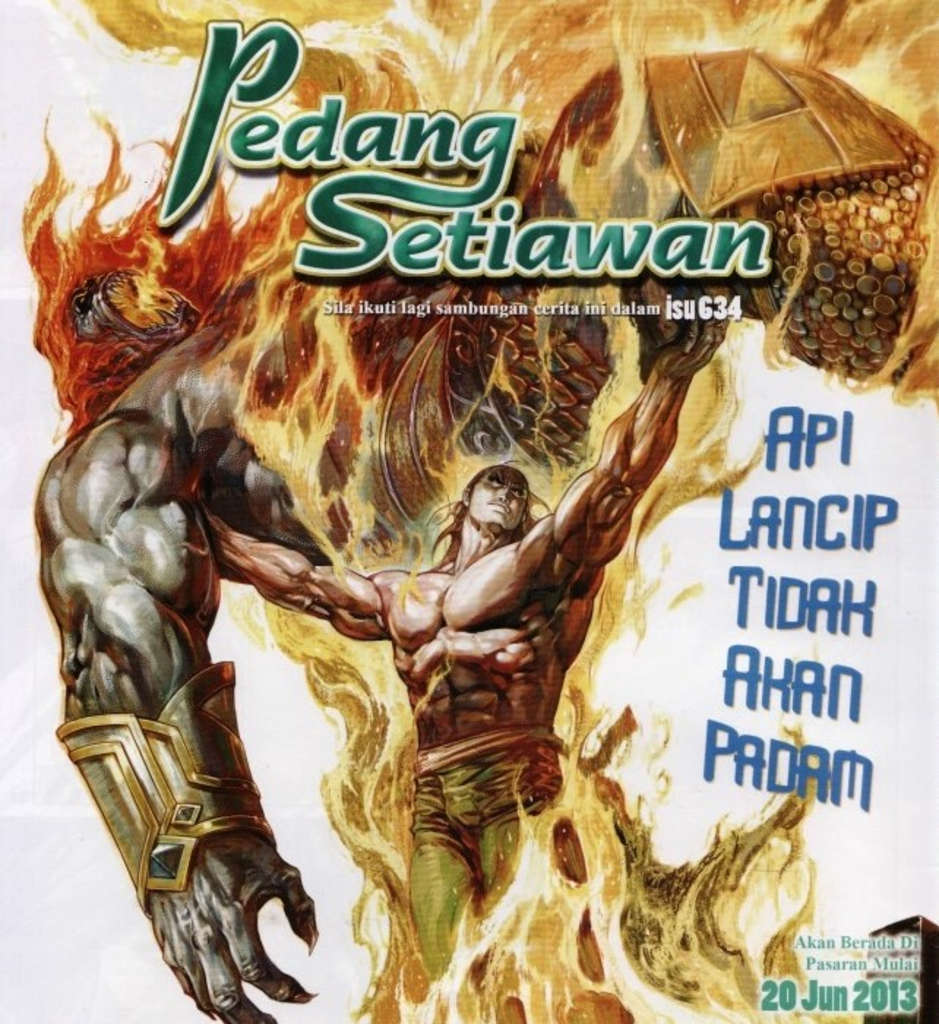 Pedang
Setiawan
Sila ikuti lagi sambungan cerita ini dalam isu 634
API
LANCIP
TIDAK
AKAN
PADAM
Akan Berada Di
Pasaran Mulai
20 Jun 2013